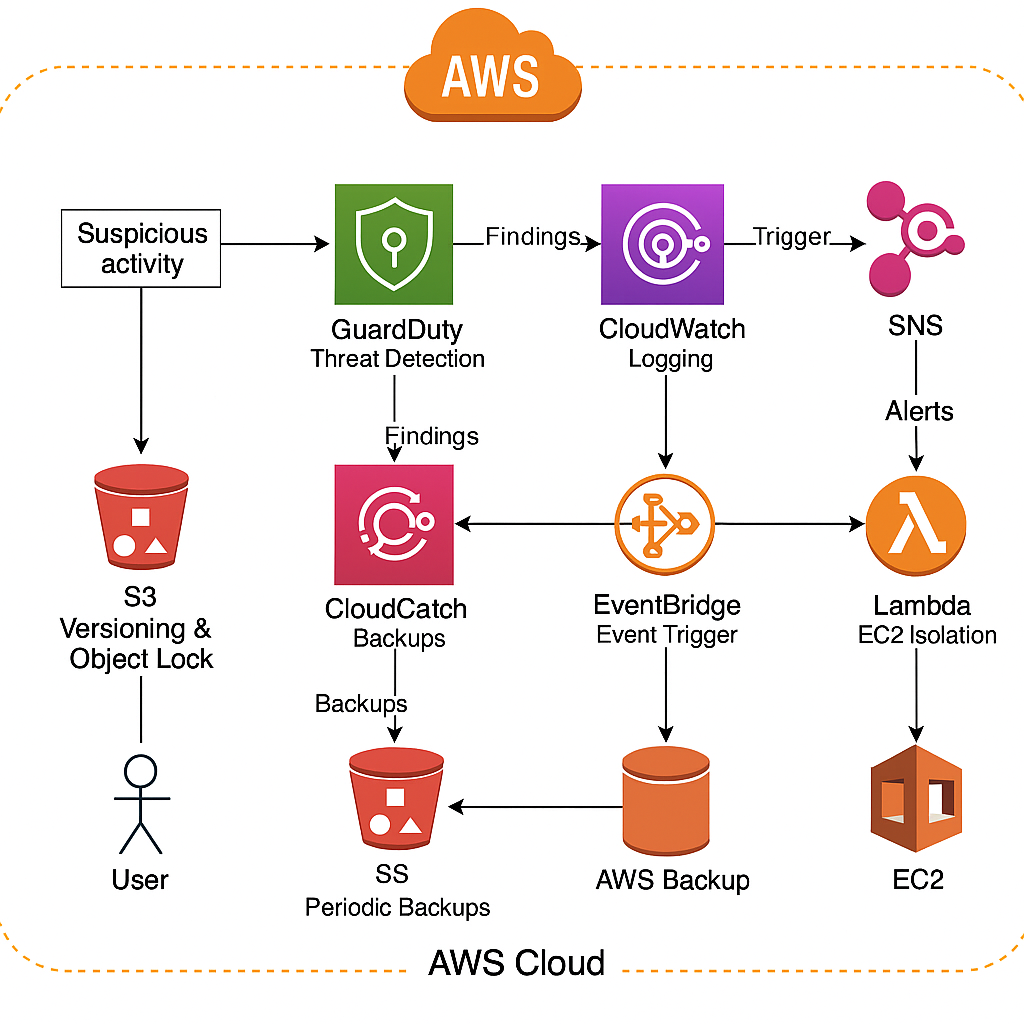 AWS
Suspicious
activity
Findings
Trigger
GuardDuty
Threat Detection
CloudWatch
Logging
SNS
Findings
Alerts
S3
Versioning &
Object Lock
CloudCatch
Backups
EventBridge
Event Trigger
Lambda
EC2 Isolation
Backups
User
SS
Periodic Backups
AWS Backup
EC2
AWS Cloud